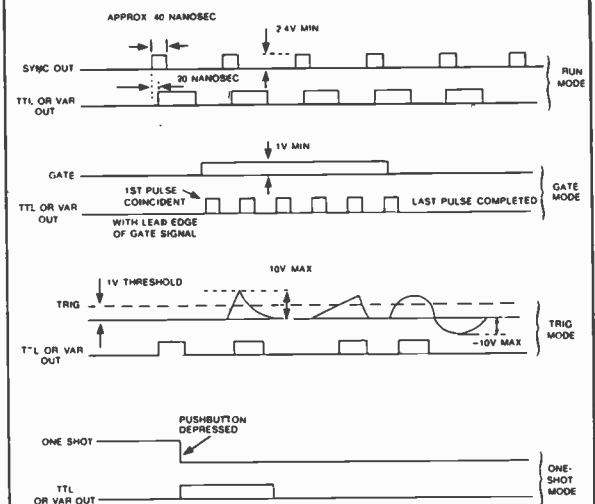 APPROX 40 NANOSEC
2·4V MIN
SYNC OUT
20 NANOSEC
TTL OR VAR
OUT
RUN
MODE
1V MIN
GATE
1ST PULSE
COINCIDENT
LAST PULSE COMPLETED
TTL OR VAR
OUT
WITH LEAD EDGE
OF GATE SIGNAL
GATE
MODE
10V MAX
1V THRESHOLD
TRIG
-10V MAX
TTL OR VAR
OUT
TRIG
MODE
PUSHBUTTON
DEPRESSED
ONE SHOT
TTL
OR VAR OUT
ONE-
SHOT
MODE